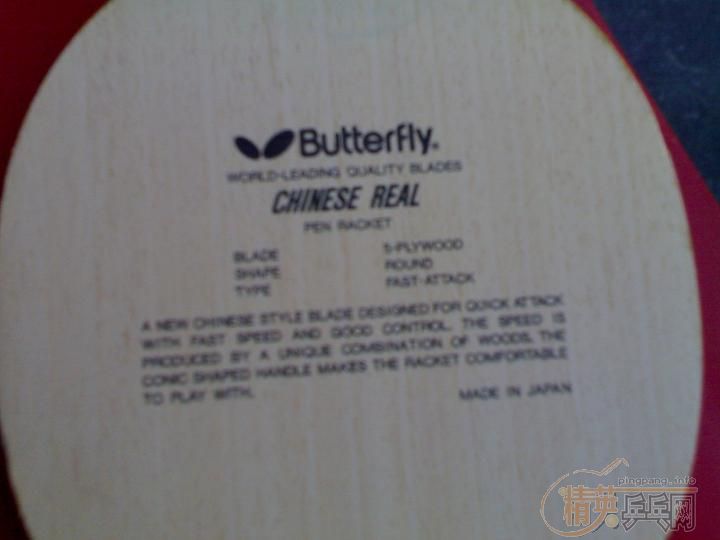 Butterfly.
WORLD-LEADING QUALITY BLADES
CHINESE REAL
PEN RACKET
BLADE 5-PLYWOOD
SHAPE ROUND
TYPE FAST-ATTACK
A NEW CHINESE STYLE BLADE DESIGNED FOR QUICK ATTACK
WITH FAST SPEED AND GOOD CONTROL. THE SPEED IS
PRODUCED BY A UNIQUE COMBINATION OF WOODS. THE
CONIC SHAPED HANDLE MAKES THE RACKET COMFORTABLE
TO PLAY WITH.
MADE IN JAPAN
pingpang.info
精英乒乓网